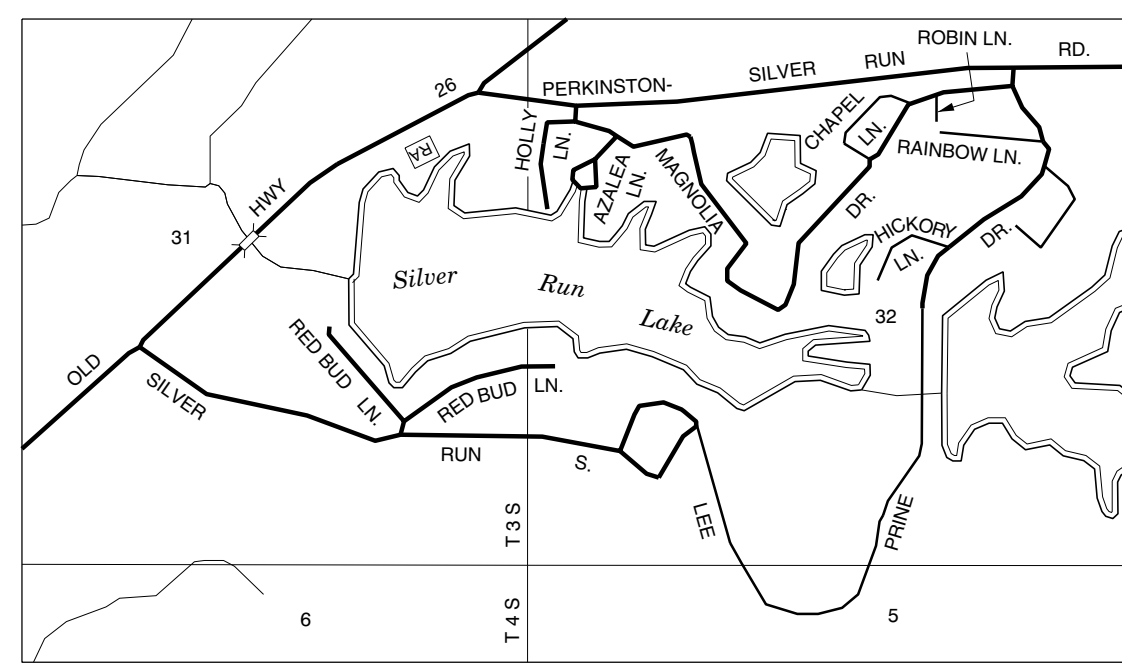 ROBIN LN.
PERKINSTON- SILVER RUN RD.
26
HOLLY LN.
CHAPEL LN.
RA
AZALEA LN.
MAGNOLIA DR.
RAINBOW LN.
HWY
31
HICKORY LN.
DR.
Silver Run Lake
32
OLD
SILVER RUN S.
RED BUD LN.
RED BUD LN.
LEE
PRINE
T 3 S
T 4 S
6
5